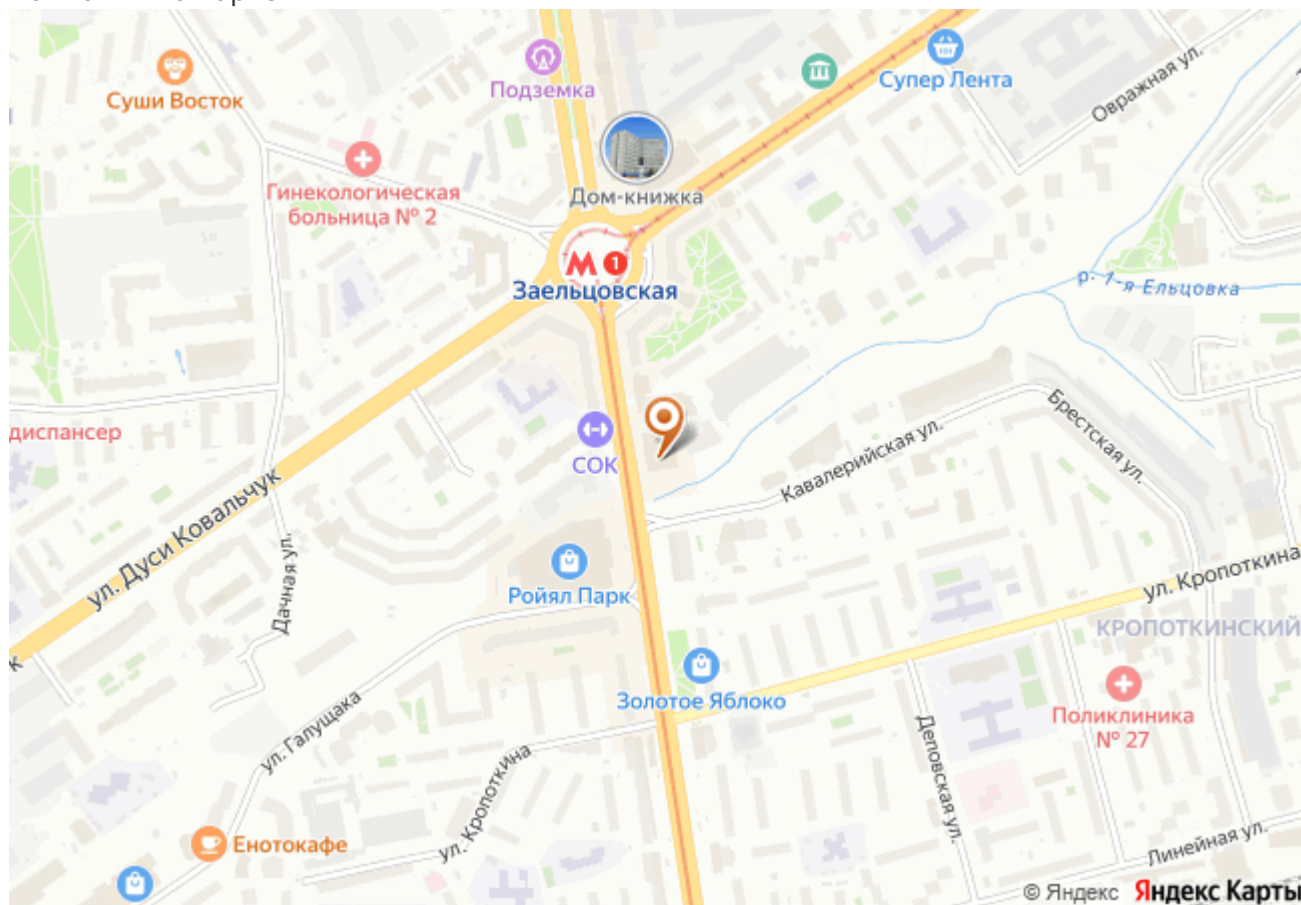 Суши Восток
Подземка
Супер Лента
Овражная ул.
Гинекологическая
больница № 2
Дом-книжка
М 1
Заельцовская
р. 1-я Ельцовка
диспансер
СОК
Кавалерийская ул.
Брестская ул.
ул. Дуси Ковальчук
Дачная ул.
Ройял Парк
ул. Кропоткина
КРОПОТКИНСКИЙ
к
Золотое Яблоко
Поликлиника
№ 27
ул. Галущака
Деповская ул.
ул. Кропоткина
Енотокафе
Линейная ул.
© Яндекс Яндекс Карты